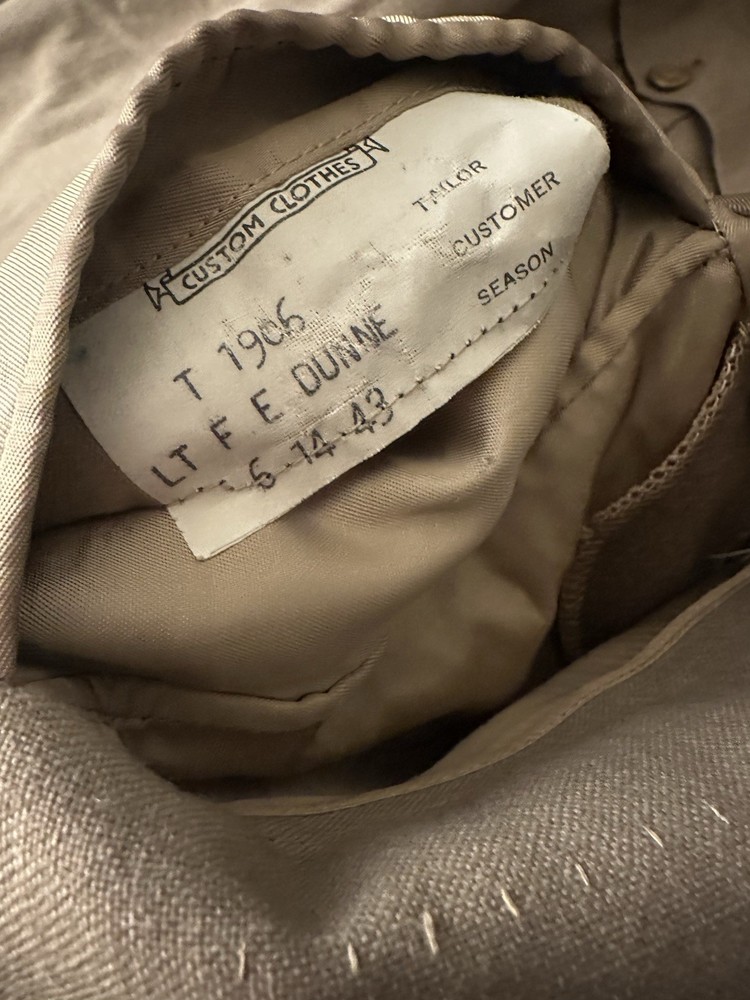 CUSTOM CLOTHES
TAILOR
CUSTOMER
SEASON
T 1906
LT F E DUNNE
6 14 43